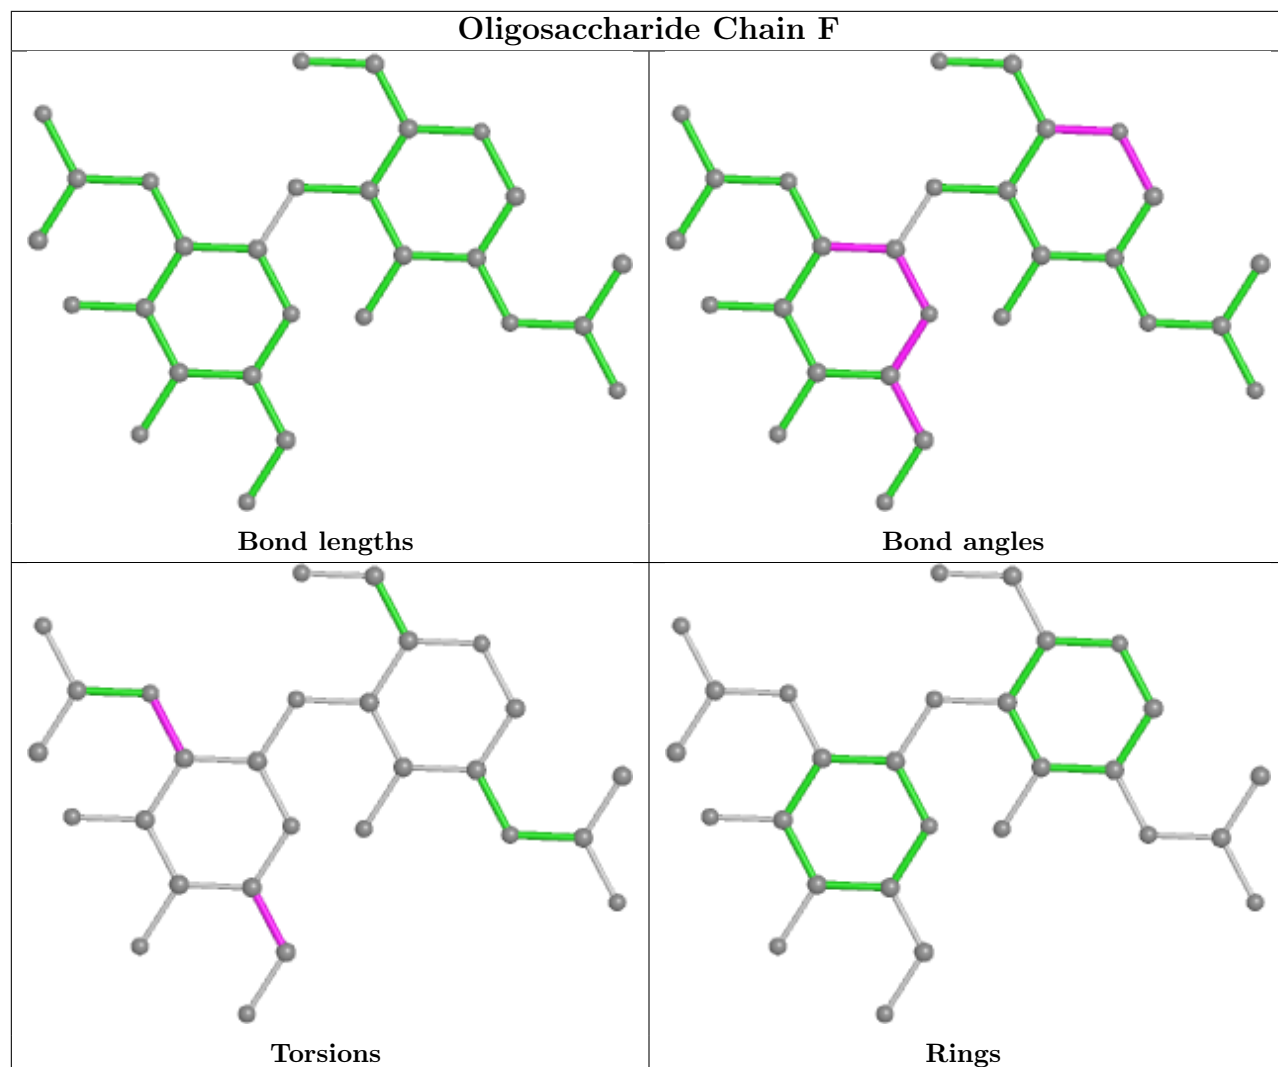 Oligosaccharide Chain F
Bond lengths
Bond angles
Torsions
Rings